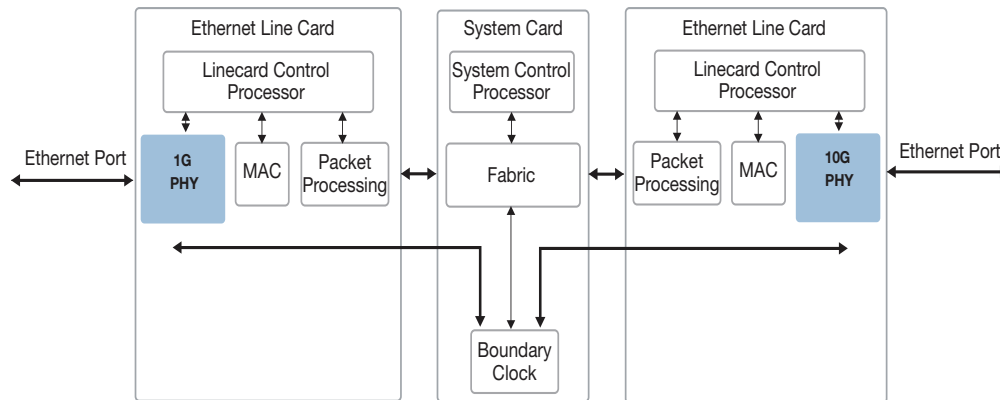 Ethernet Line Card
System Card
Ethernet Line Card
Linecard Control
Processor
System Control
Processor
Linecard Control
Processor
Ethernet Port
1G
PHY
MAC
Packet
Processing
Fabric
Packet
Processing
MAC
10G
PHY
Ethernet Port
Boundary
Clock